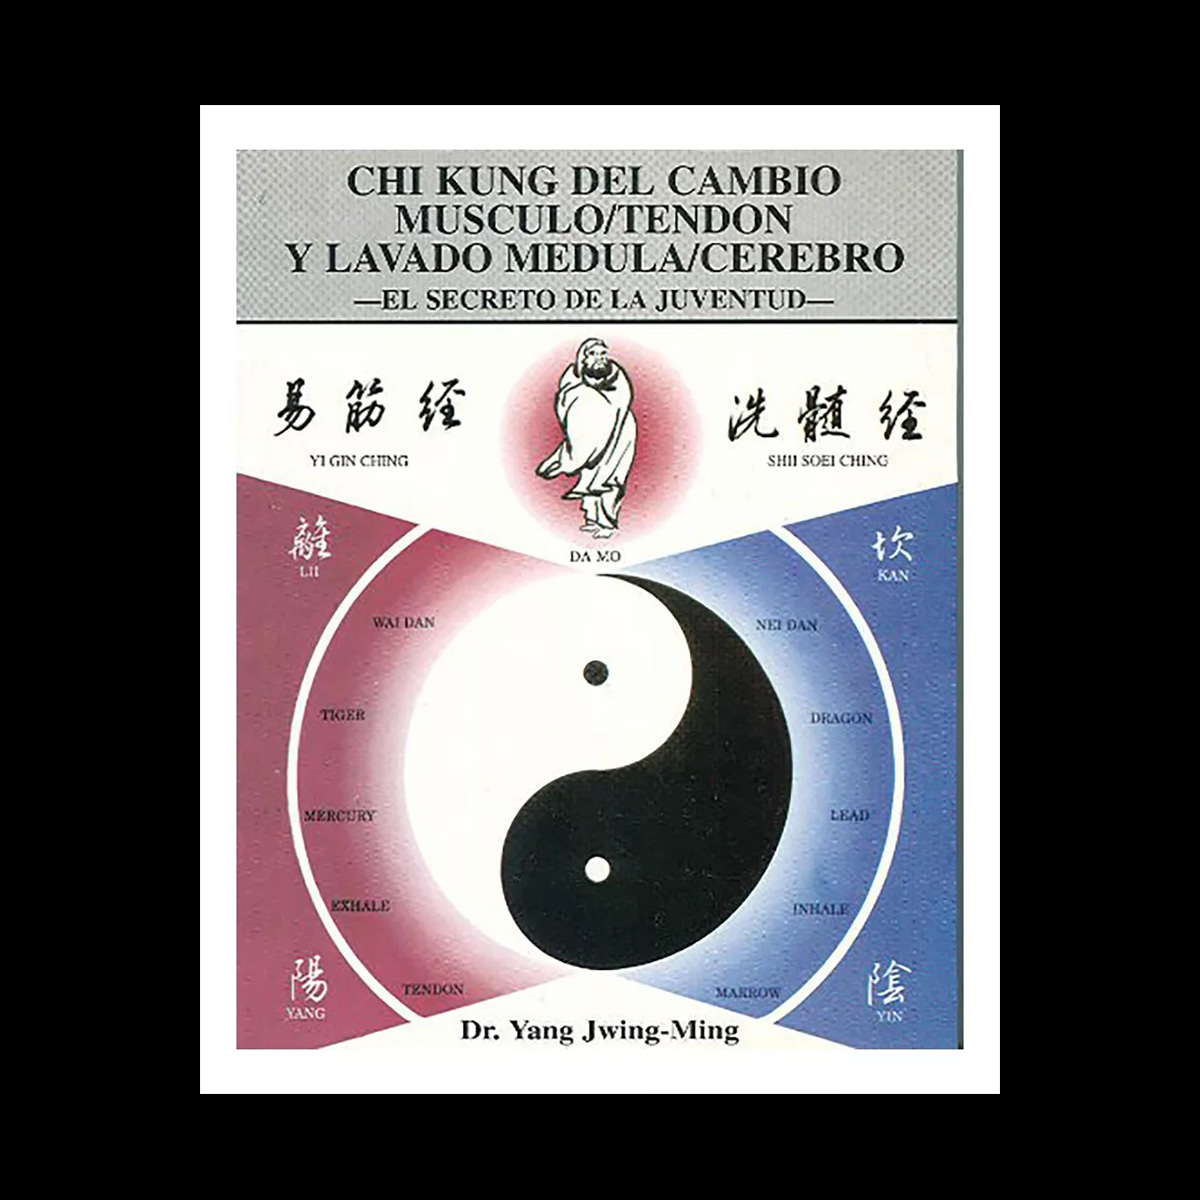 CHI KUNG DEL CAMBIO
MUSCULO/TENDON
Y LAVADO MEDULA/CEREBRO
—EL SECRETO DE LA JUVENTUD—
易筋经
洗髓经
YI GIN CHING
SHII SOEI CHING
DA MO
離
LII
坎
KAN
WAI DAN
NEI DAN
TIGER
DRAGON
MERCURY
LEAD
EXHALE
INHALE
陽
YANG
陰
YIN
TENDON
MARROW
Dr. Yang Jwing-Ming